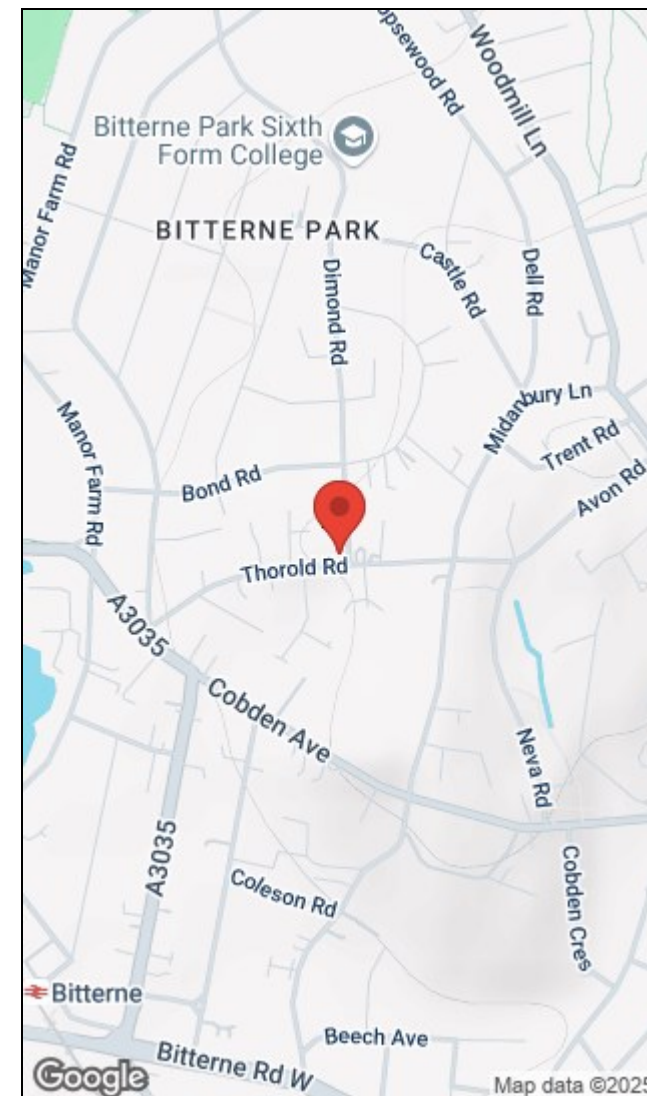 opsewood Rd
Woodmill Ln
Bitterne Park Sixth
Form College
Manor Farm Rd
BITTERNE PARK
Castle Rd
Dell Rd
Dimond Rd
Midanbury Ln
Manor Farm Rd
Trent Rd
Bond Rd
Avon Rd
Thorold Rd
A3035
Cobden Ave
Neva Rd
A3035
Coleson Rd
Cobden Cres
Bitterne
Beech Ave
Bitterne Rd W
Google
Map data ©2025